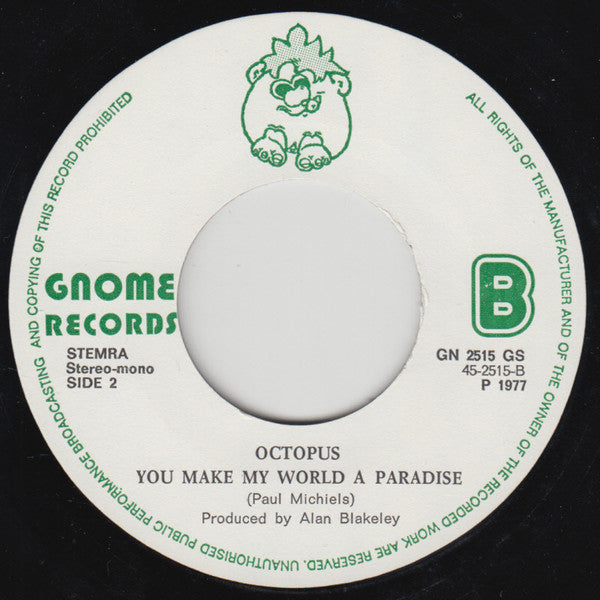 GNOME
RECORDS
STEMRA
Stereo-mono
SIDE 2
B
GN 2515 GS
45-2515-B
P 1977
OCTOPUS
YOU MAKE MY WORLD A PARADISE
(Paul Michiels)
Produced by Alan Blakeley
ALL RIGHTS OF THE MANUFACTURER AND OF THE OWNER OF THE RECORDED WORK ARE RESERVED. UNAUTHORISED PUBLIC PERFORMANCE BROADCASTING AND COPYING OF THIS RECORD PROHIBITED